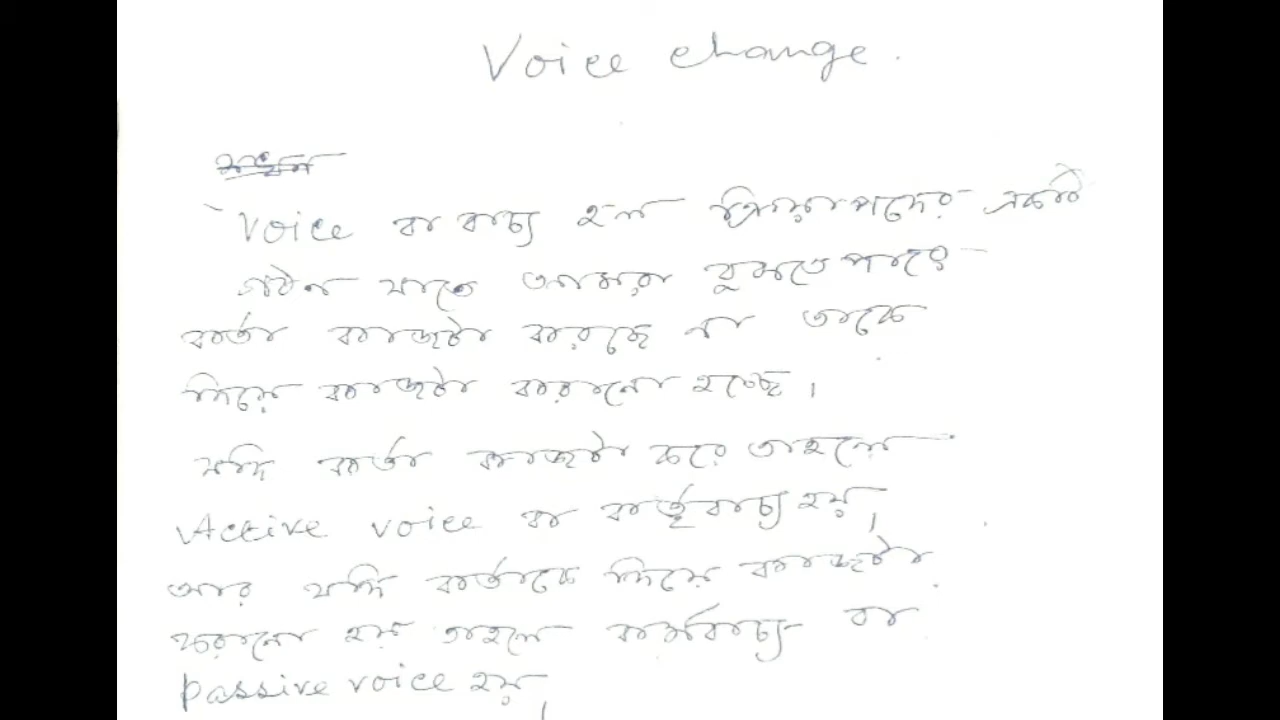 Voice change.
Voice বা বাচ্য হল ক্রিয়াপদের একটি
গঠন যাতে আমরা বুঝতে পারে
কর্তা কাজটা করছে না তাকে
দিয়ে কাজটা করানো হচ্ছে।
যদি কর্তা কাজটা করে তাহলে
Active voice বা কর্তৃবাচ্য হয়।
আর যদি কর্তাকে দিয়ে কাজটা
করানো হয় তাহলে কর্মবাচ্য বা
passive voice হয়।